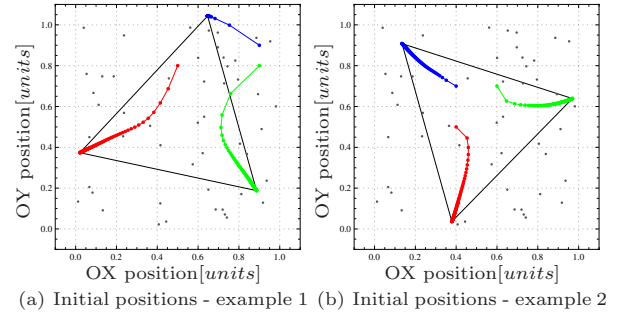 1.0
0.8
0.6
0.4
0.2
0.0
0.0 0.2 0.4 0.6 0.8 1.0
OY position[units]
OX position[units]
(a) Initial positions - example 1
1.0
0.8
0.6
0.4
0.2
0.0
0.0 0.2 0.4 0.6 0.8 1.0
OY position[units]
OX position[units]
(b) Initial positions - example 2